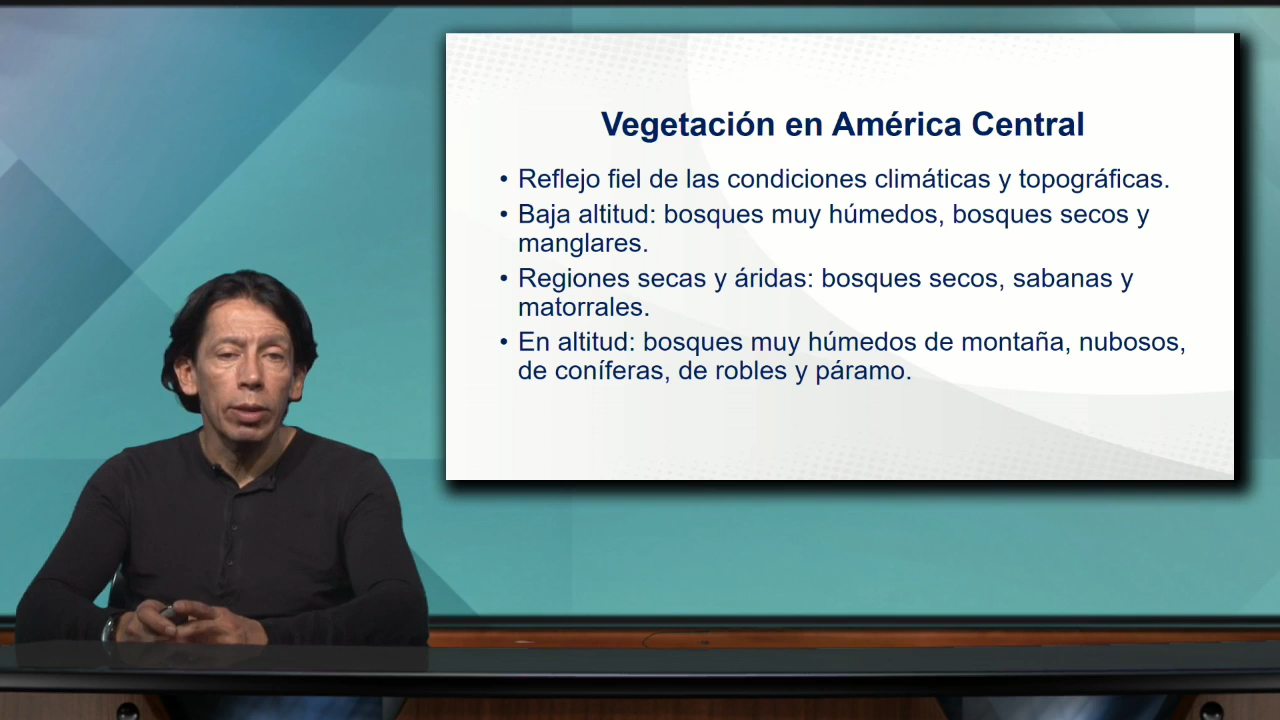 Vegetación en América Central
• Reflejo fiel de las condiciones climáticas y topográficas.
• Baja altitud: bosques muy húmedos, bosques secos y
manglares.
• Regiones secas y áridas: bosques secos, sabanas y
matorrales.
• En altitud: bosques muy húmedos de montaña, nubosos,
de coníferas, de robles y páramo.